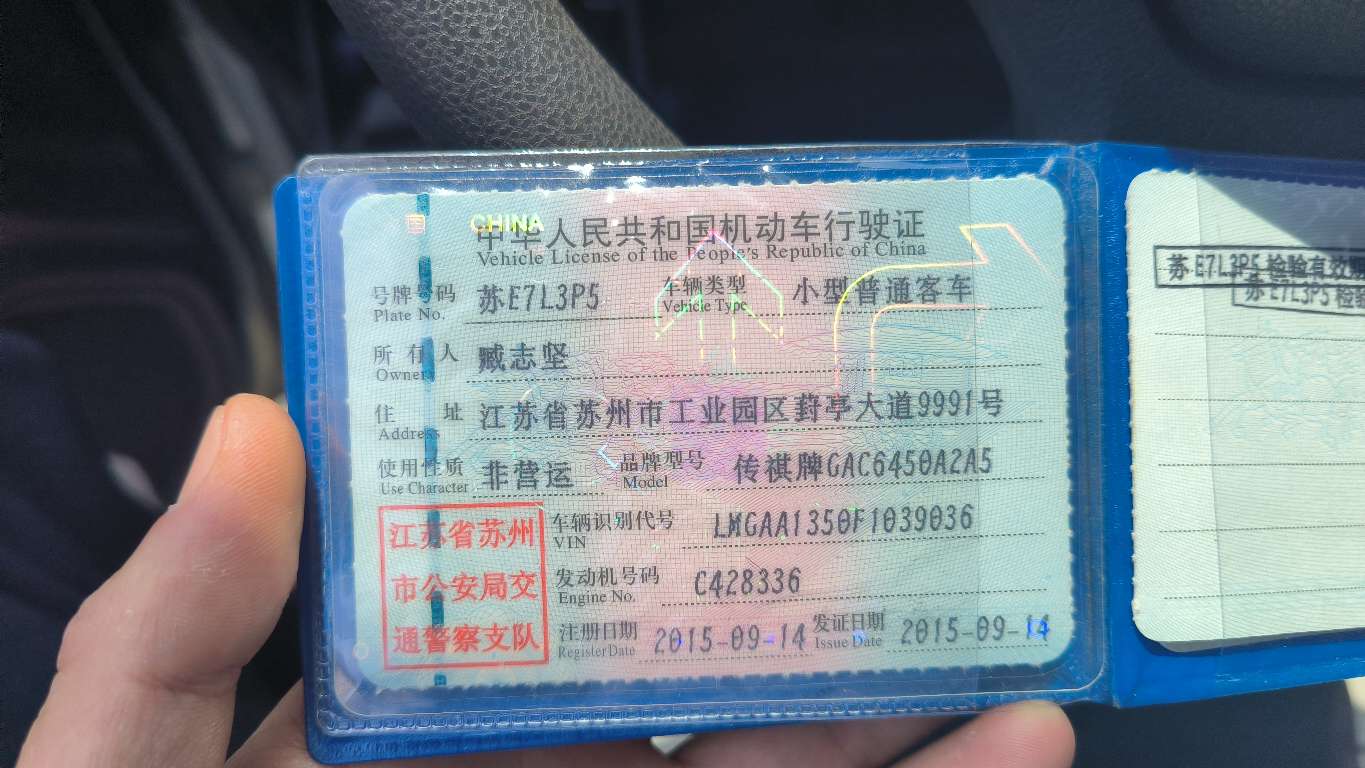 CHINA
中华人民共和国机动车行驶证
Vehicle License of the People's Republic of China
号牌号码 苏E7L3P5 车辆类型 小型普通客车
Plate No. Vehicle Type
所有人 臧志坚
Owner
住址 江苏省苏州市工业园区葑亭大道9991号
Address
使用性质 非营运 品牌型号 传祺牌GAC6450A2A5
Use Character Model
江苏省苏州 车辆识别代号 LMGAA1350F1039036
VIN
市公安局交 发动机号码 C428336
Engine No.
通警察支队 注册日期 2015-09-14 发证日期 2015-09-14
Register Date Issue Date
苏E7L3P5 检验有效
苏E7L3P5 检